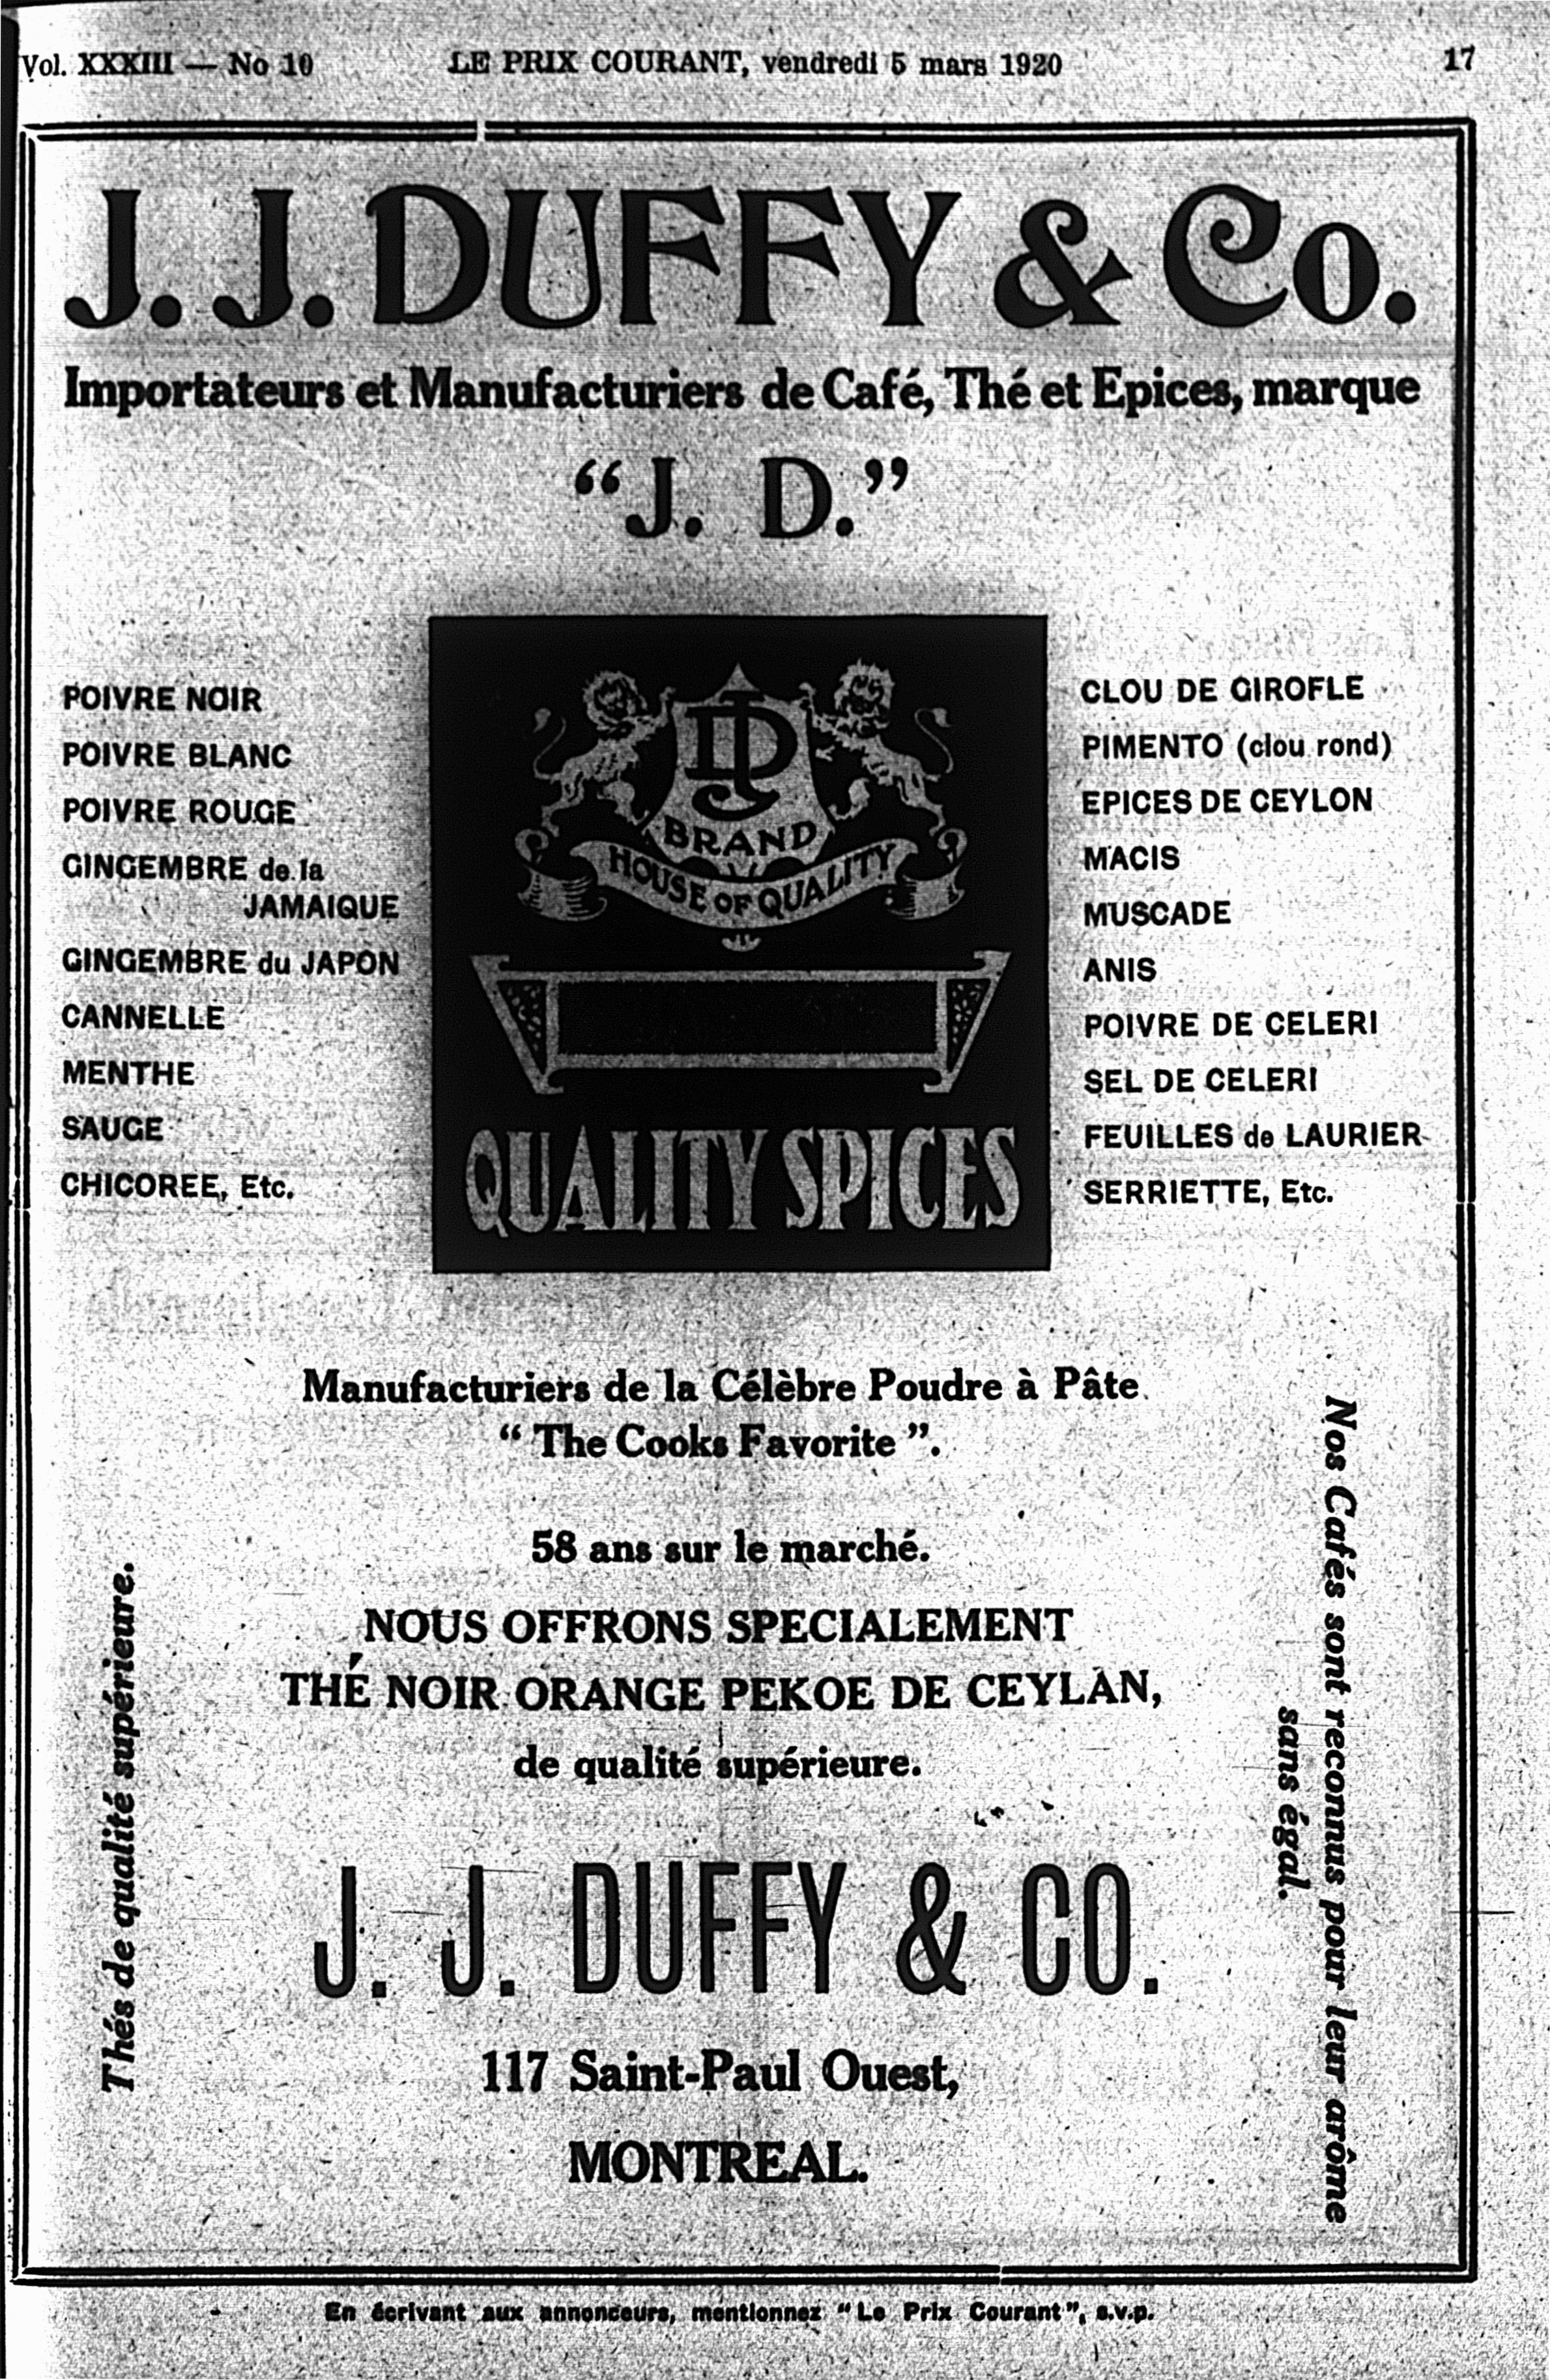 Vol. XXXIII — No 10
LE PRIX COURANT, vendredi 5 mars 1920
17
J. J. DUFFY & Co.
Importateurs et Manufacturiers de Café, Thé et Epices, marque
“J. D.”
POIVRE NOIR
POIVRE BLANC
POIVRE ROUGE
GINGEMBRE de la
JAMAIQUE
GINGEMBRE du JAPON
CANNELLE
MENTHE
SAUGE
CHICOREE, Etc.
JD
BRAND
HOUSE OF QUALITY
QUALITY SPICES
CLOU DE GIROFLE
PIMENTO (clou rond)
EPICES DE CEYLON
MACIS
MUSCADE
ANIS
POIVRE DE CELERI
SEL DE CELERI
FEUILLES de LAURIER
SERRIETTE, Etc.
Manufacturiers de la Célèbre Poudre à Pâte
“ The Cooks Favorite ”.
58 ans sur le marché.
NOUS OFFRONS SPECIALEMENT
THÉ NOIR ORANGE PEKOE DE CEYLAN,
de qualité supérieure.
Thés de qualité supérieure.
Nos Cafés sont reconnus pour leur arôme
sans égal.
J. J. DUFFY & CO.
117 Saint-Paul Ouest,
MONTREAL.
En écrivant aux annonceurs, mentionnez “Le Prix Courant”, s.v.p.